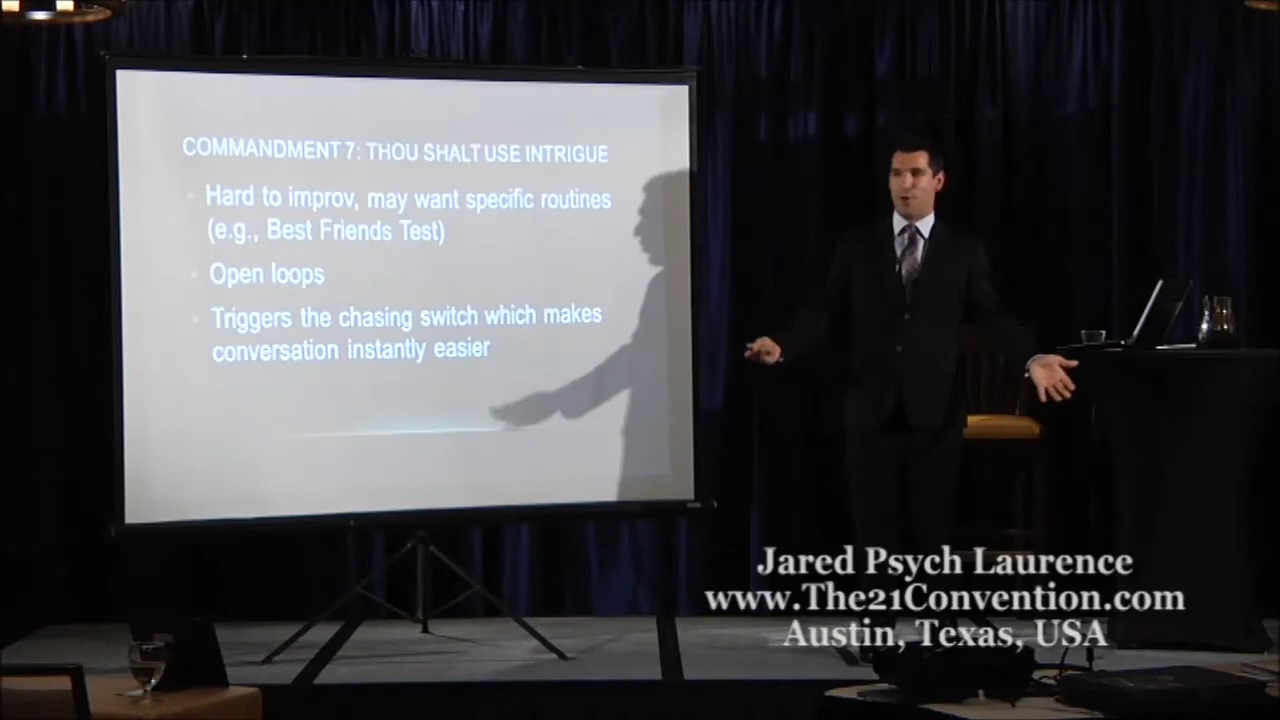 COMMANDMENT 7: THOU SHALT USE INTRIGUE
Hard to improv, may want specific routines
(e.g., Best Friends Test)
Open loops
Triggers the chasing switch which makes
conversation instantly easier
Jared Psych Laurence
www.The21Convention.com
Austin, Texas, USA